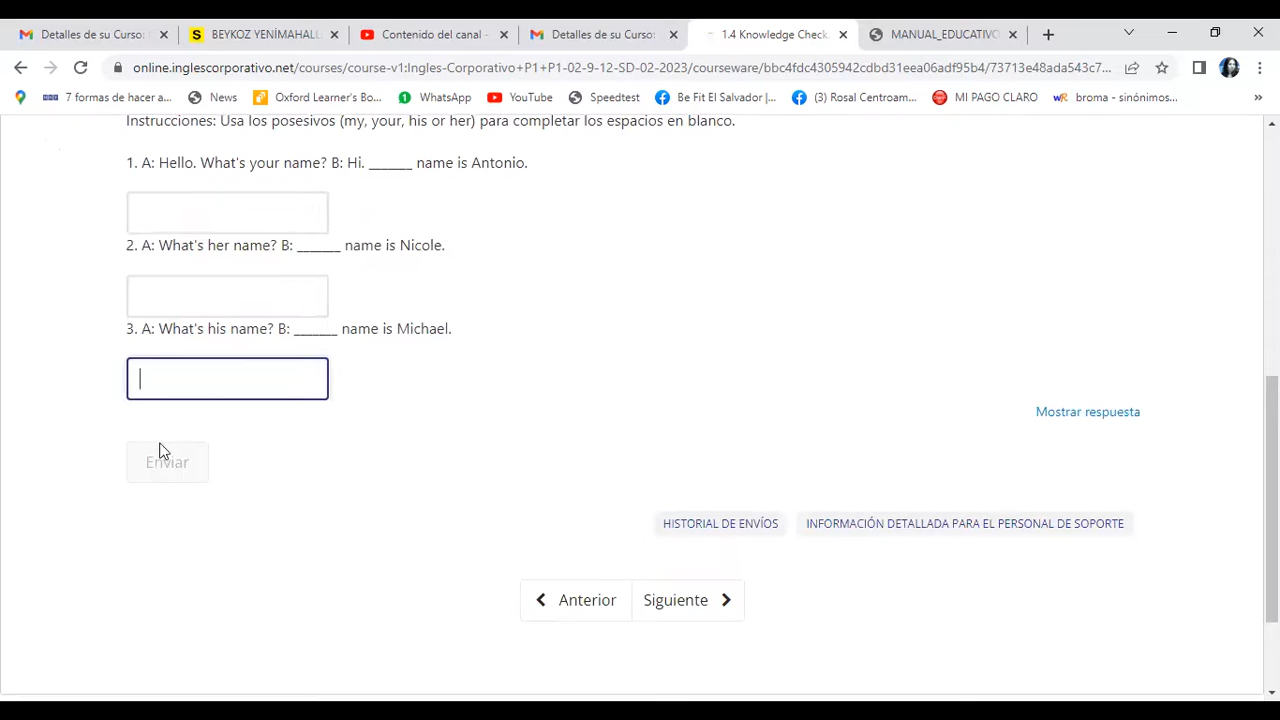 Detalles de su Curso:
BEYKOZ YENİMAHALL
Contenido del canal -
Detalles de su Curso:
1.4 Knowledge Check
MANUAL_EDUCATIVO
online.inglescorporativo.net/courses/course-v1:Ingles-Corporativo+P1+P1-02-9-12-SD-02-2023/courseware/bbc4fdc4305942cdbd31eea06adf95b4/73713e48ada543c7...
7 formas de hacer a...
News
Oxford Learner's Bo...
WhatsApp
YouTube
Speedtest
Be Fit El Salvador |...
(3) Rosal Centroam...
MI PAGO CLARO
broma - sinónimos...
»
Instrucciones: Usa los posesivos (my, your, his or her) para completar los espacios en blanco.
1. A: Hello. What's your name? B: Hi. _______ name is Antonio.
2. A: What's her name? B: _______ name is Nicole.
3. A: What's his name? B: _______ name is Michael.
Mostrar respuesta
Enviar
HISTORIAL DE ENVÍOS
INFORMACIÓN DETALLADA PARA EL PERSONAL DE SOPORTE
Anterior
Siguiente